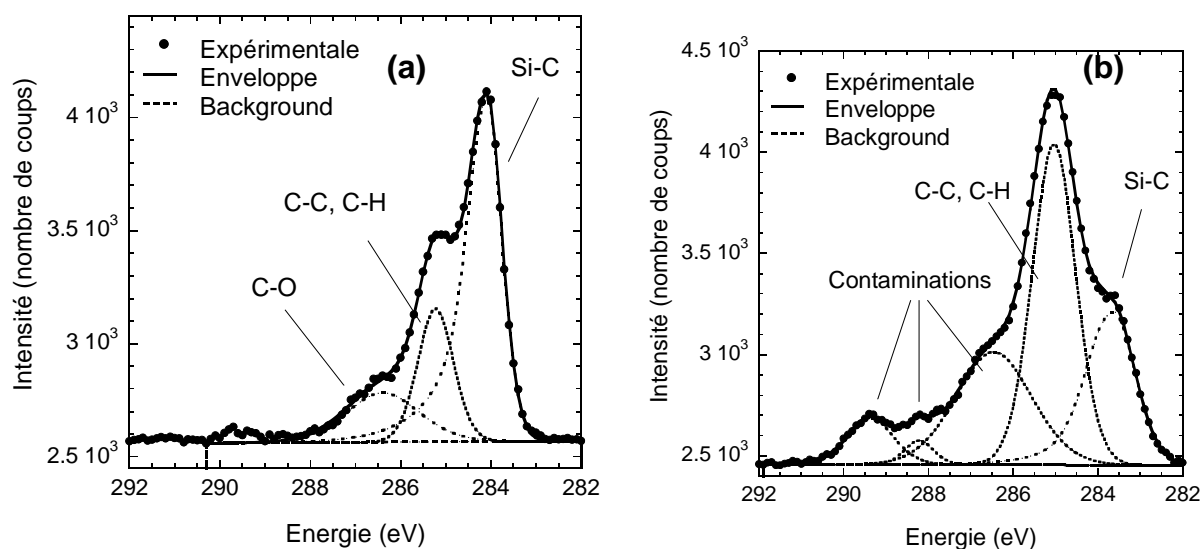 Expérimentale
Enveloppe
Background
(a)
Si-C
C-C, C-H
C-O
4 10³
3.5 10³
3 10³
2.5 10³
292 290 288 286 284 282
Intensité (nombre de coups)
Energie (eV)
4.5 10³
Expérimentale
Enveloppe
Background
(b)
Si-C
C-C, C-H
Contaminations
4 10³
3.5 10³
3 10³
2.5 10³
292 290 288 286 284 282
Intensité (nombre de coups)
Energie (eV)